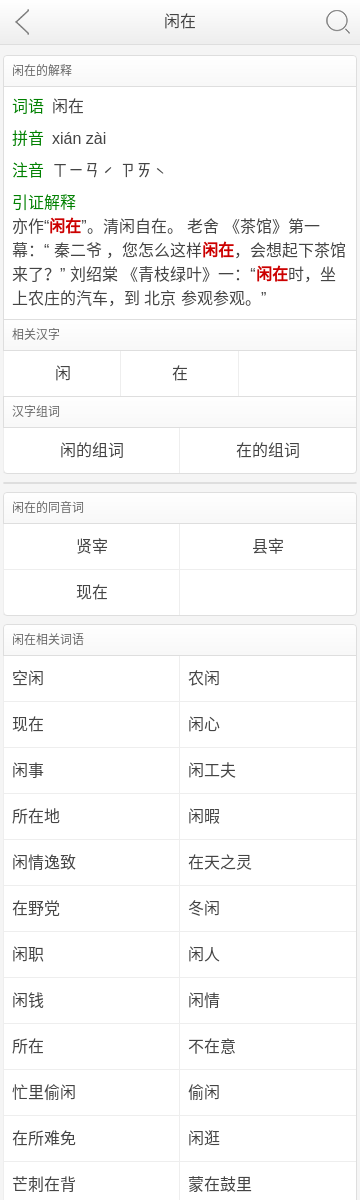 闲在
闲在的解释
词语 闲在
拼音 xián zài
注音 ㄒㄧㄢˊ ㄗㄞˋ
引证解释
亦作“闲在”。清闲自在。 老舍 《茶馆》第一
幕：“ 秦二爷 ，您怎么这样闲在，会想起下茶馆
来了？” 刘绍棠 《青枝绿叶》一：“闲在时，坐
上农庄的汽车，到 北京 参观参观。”
相关汉字
闲 在
汉字组词
闲的组词 在的组词
闲在的同音词
贤宰 县宰
现在
闲在相关词语
空闲 农闲
现在 闲心
闲事 闲工夫
所在地 闲暇
闲情逸致 在天之灵
在野党 冬闲
闲职 闲人
闲钱 闲情
所在 不在意
忙里偷闲 偷闲
在所难免 闲逛
芒刺在背 蒙在鼓里